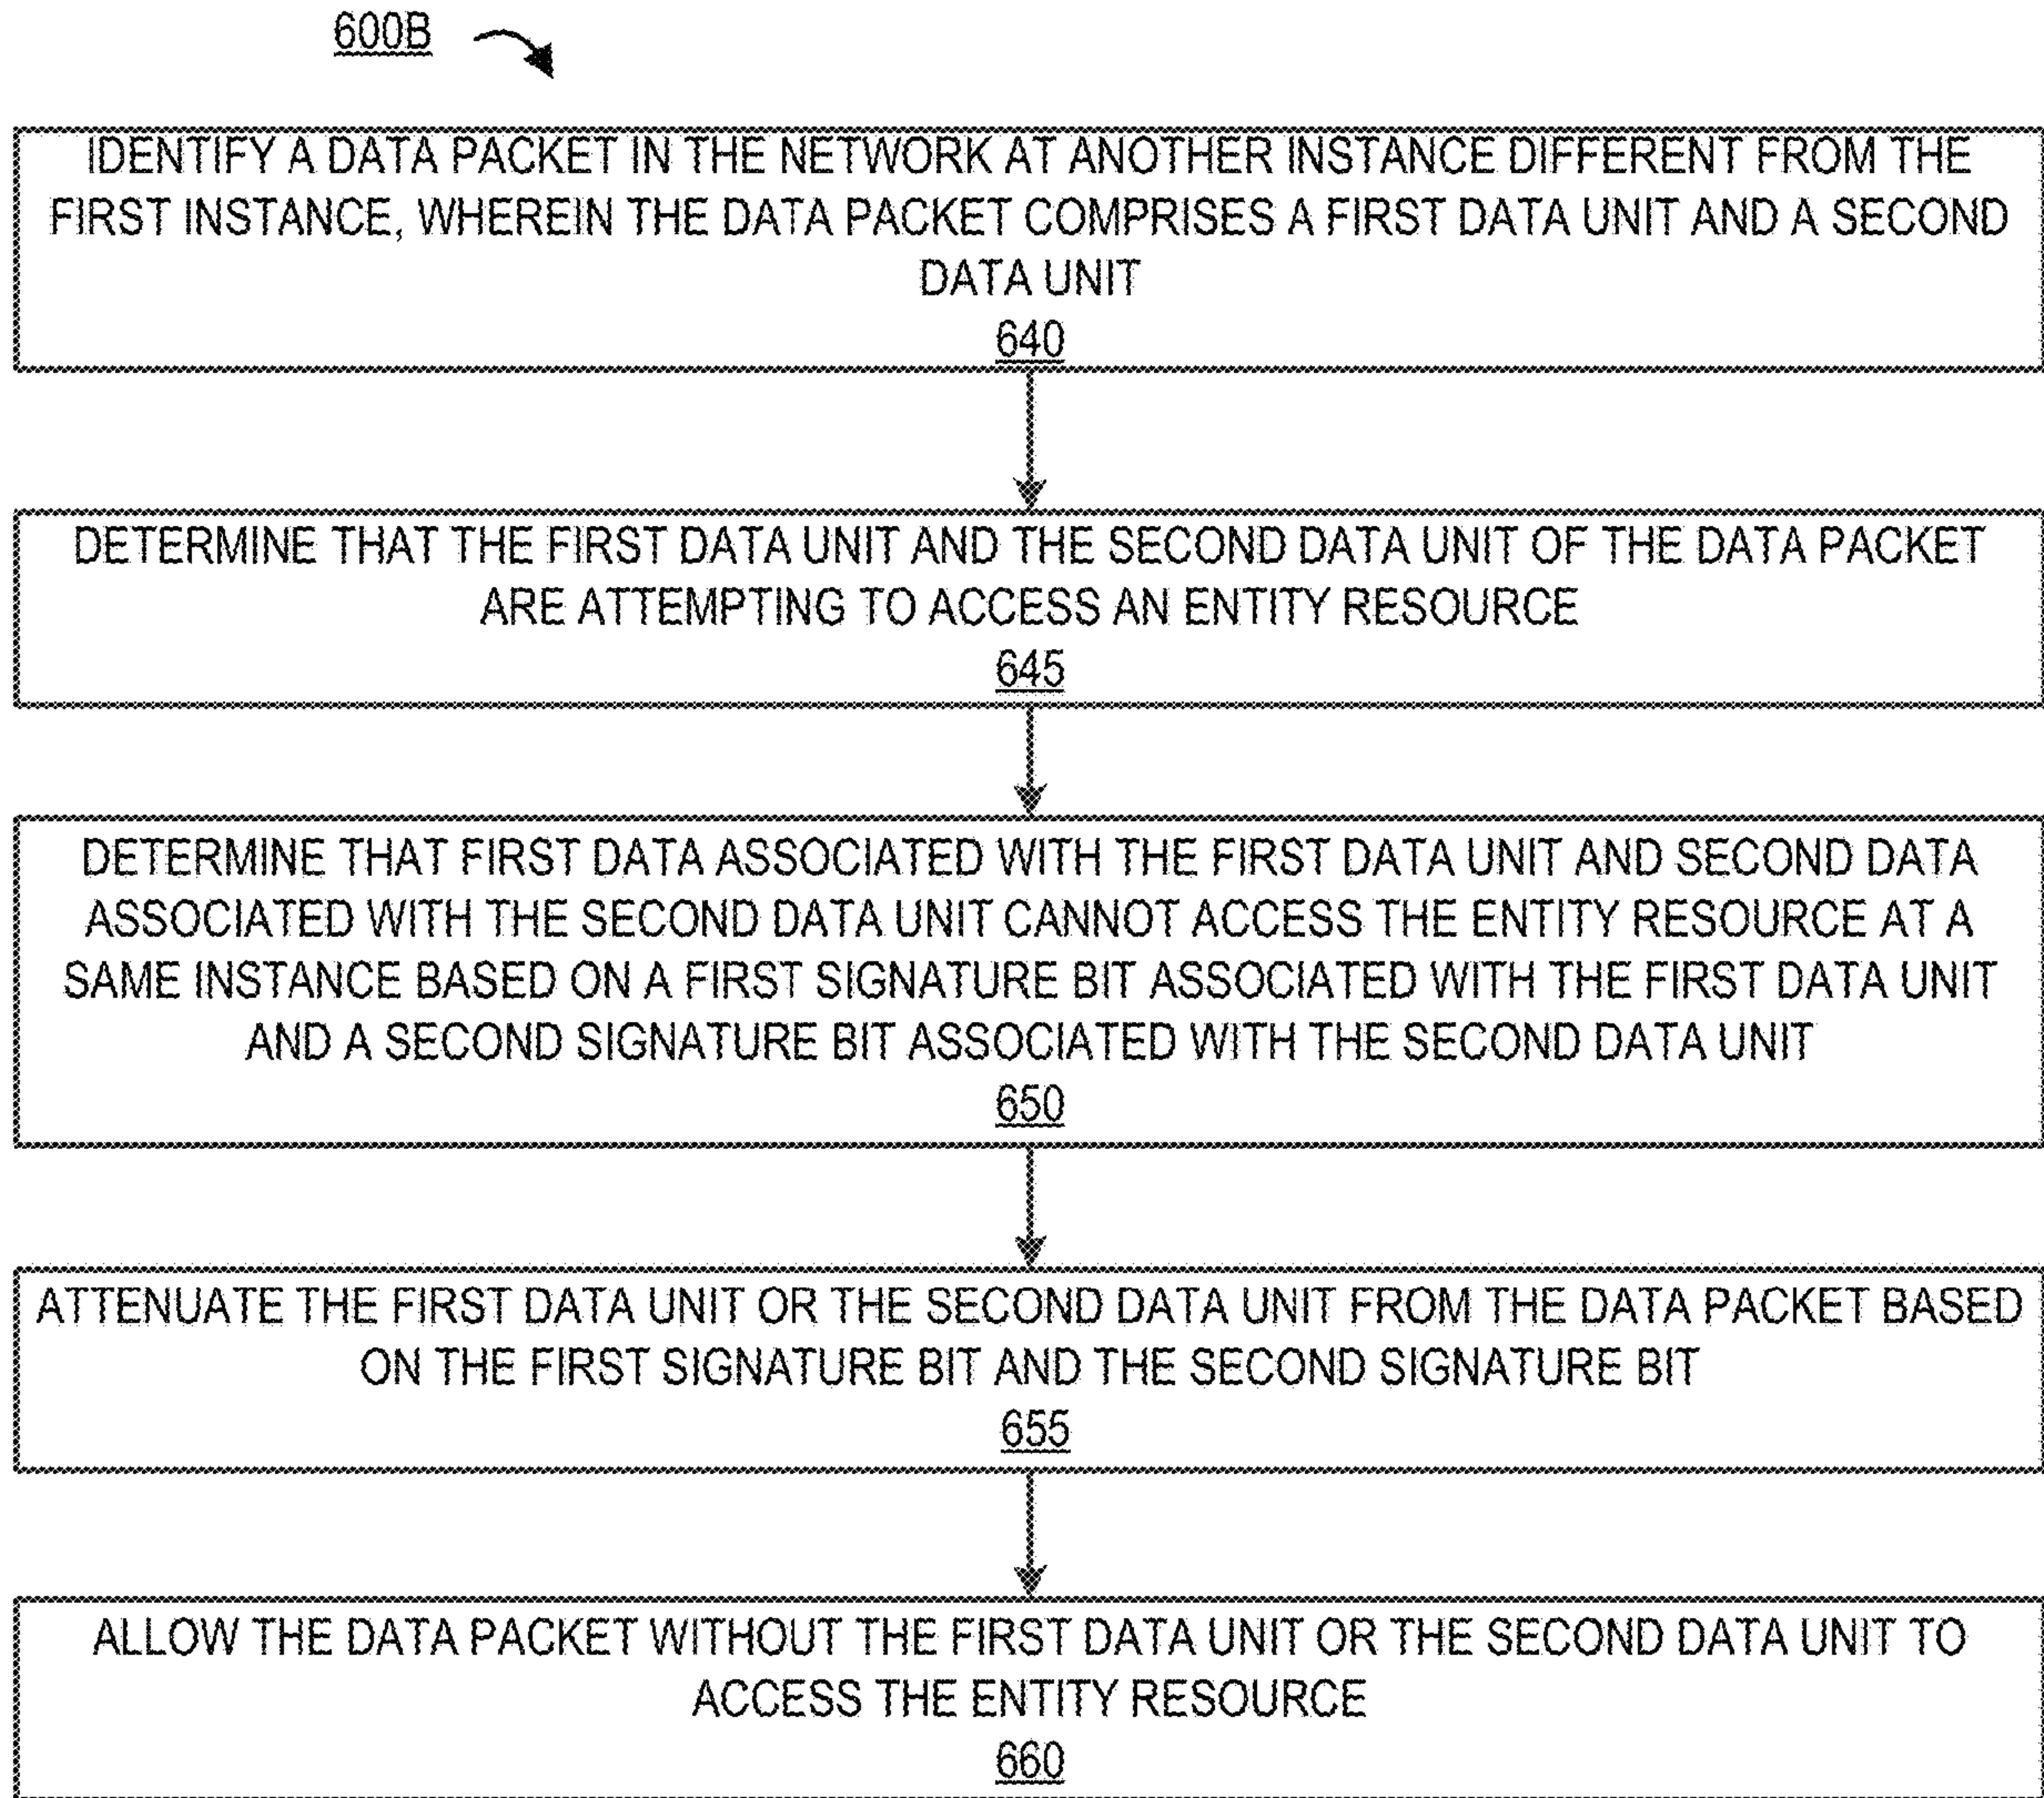 600B
IDENTIFY A DATA PACKET IN THE NETWORK AT ANOTHER INSTANCE DIFFERENT FROM THE
FIRST INSTANCE, WHEREIN THE DATA PACKET COMPRISES A FIRST DATA UNIT AND A SECOND
DATA UNIT
640
DETERMINE THAT THE FIRST DATA UNIT AND THE SECOND DATA UNIT OF THE DATA PACKET
ARE ATTEMPTING TO ACCESS AN ENTITY RESOURCE
645
DETERMINE THAT FIRST DATA ASSOCIATED WITH THE FIRST DATA UNIT AND SECOND DATA
ASSOCIATED WITH THE SECOND DATA UNIT CANNOT ACCESS THE ENTITY RESOURCE AT A
SAME INSTANCE BASED ON A FIRST SIGNATURE BIT ASSOCIATED WITH THE FIRST DATA UNIT
AND A SECOND SIGNATURE BIT ASSOCIATED WITH THE SECOND DATA UNIT
650
ATTENUATE THE FIRST DATA UNIT OR THE SECOND DATA UNIT FROM THE DATA PACKET BASED
ON THE FIRST SIGNATURE BIT AND THE SECOND SIGNATURE BIT
655
ALLOW THE DATA PACKET WITHOUT THE FIRST DATA UNIT OR THE SECOND DATA UNIT TO
ACCESS THE ENTITY RESOURCE
660